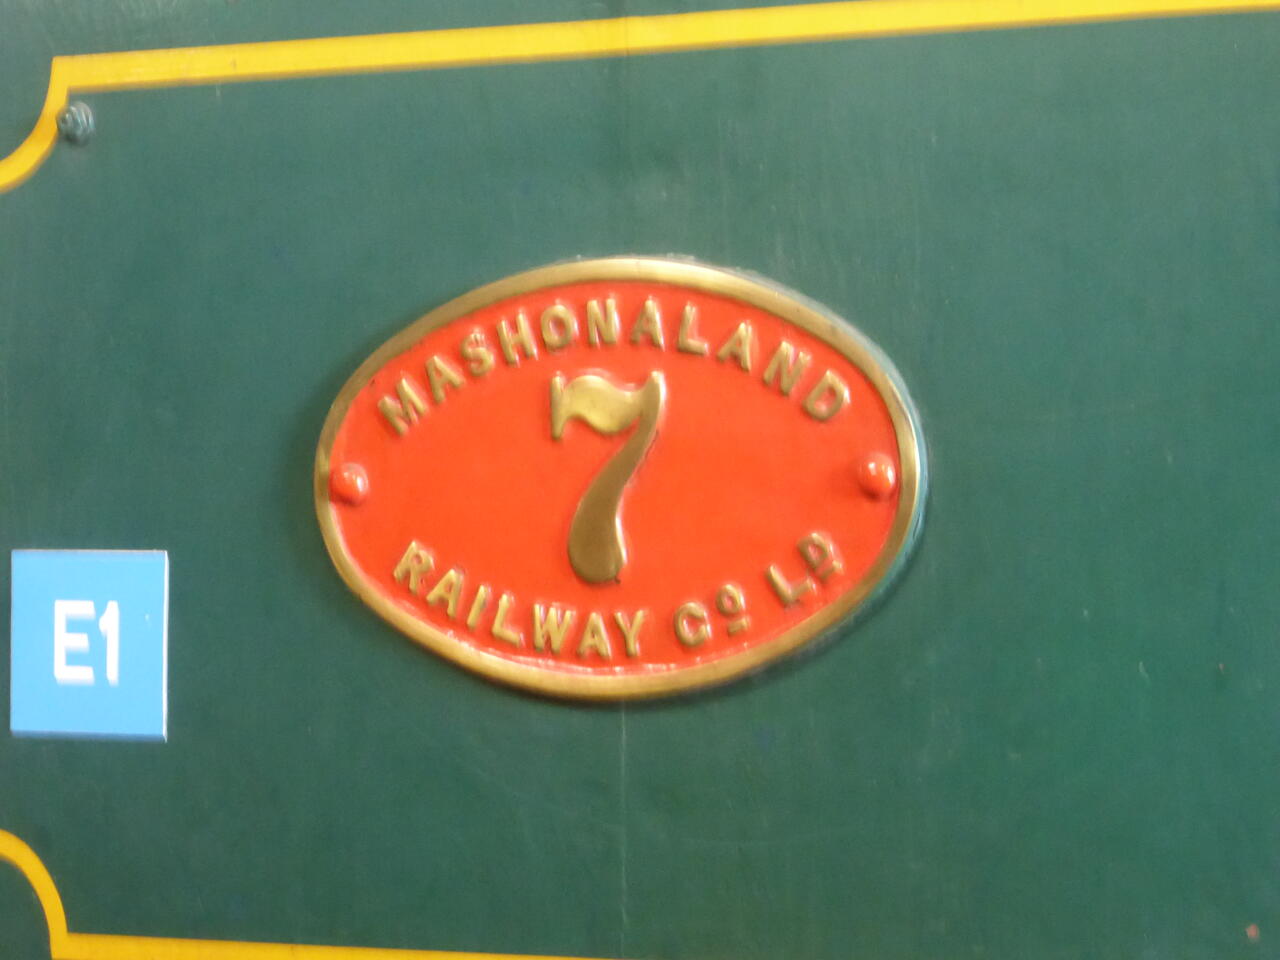 MASHONALAND
7
RAILWAY Cº Lᴰ
E1